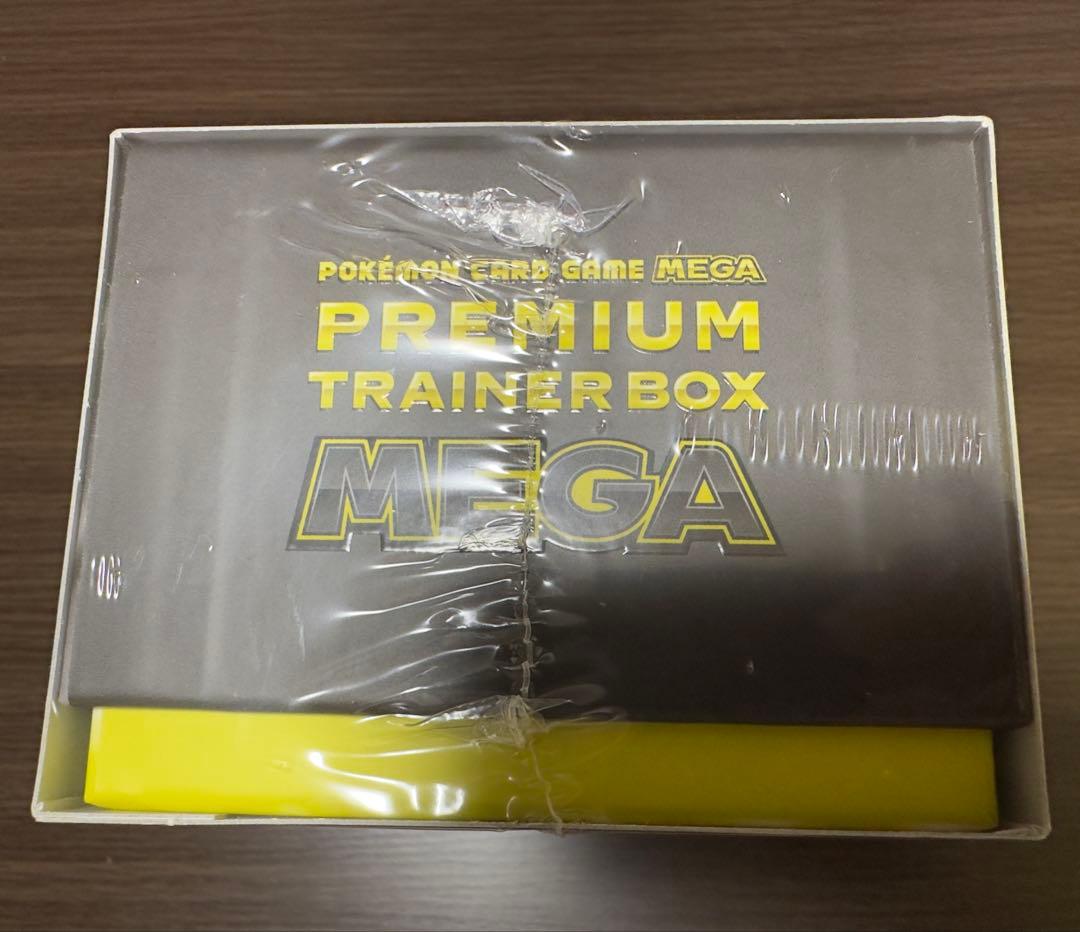 POKÉMON CARD GAME MEGA
PREMIUM
TRAINER BOX
MEGA